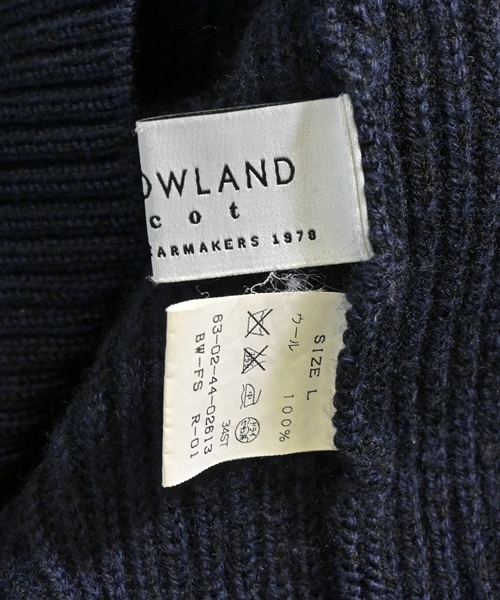 OWLAND
cot
EARMAKERS 1978
SIZE L
ウール 100%
34ST
63-02-44-02613
BW-FS R-01